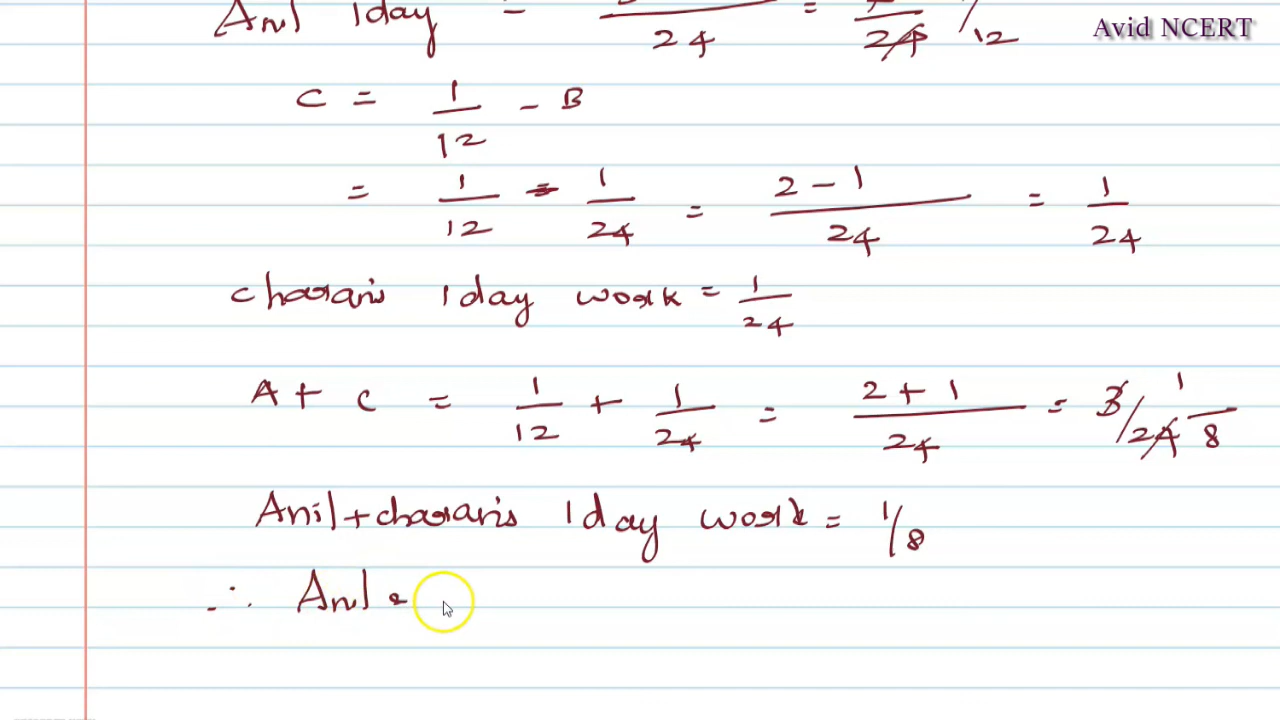 Avid NCERT
Anil 1day = 24 = 24 / 12
C = 1/12 - B
= 1/12 - 1/24 = 2 - 1/24 = 1/24
charan's 1day work = 1/24
A + C = 1/12 + 1/24 = 2 + 1/24 = 3/24 1/8
Anil + charan's 1day work = 1/8
∴ Anil &